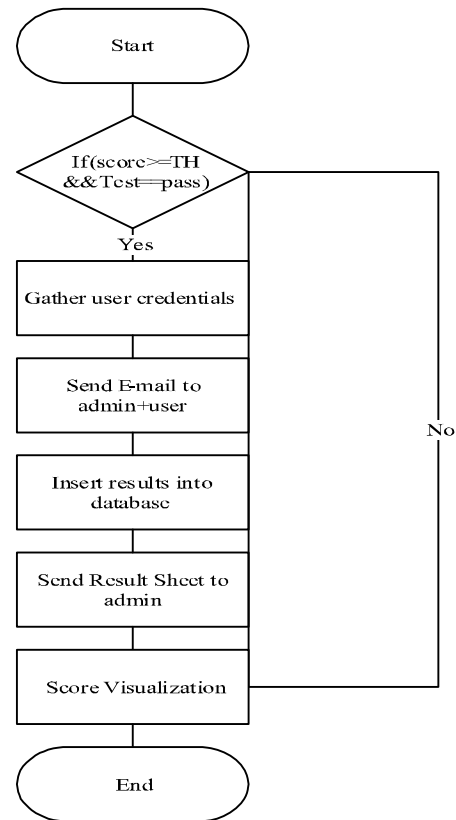 Start
If(score>=TH
&&Test==pass)
Yes
Gather user credentials
Send E-mail to
admin+user
No
Insert results into
database
Send Result Sheet to
admin
Score Visualization
End